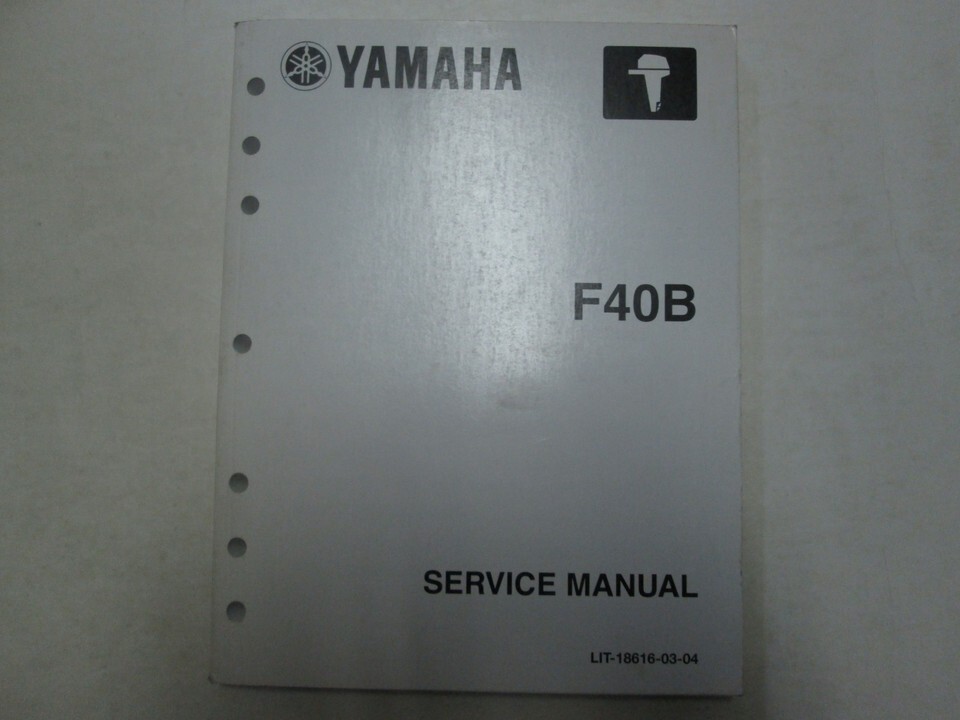 YAMAHA
F40B
SERVICE MANUAL
LIT-18616-03-04